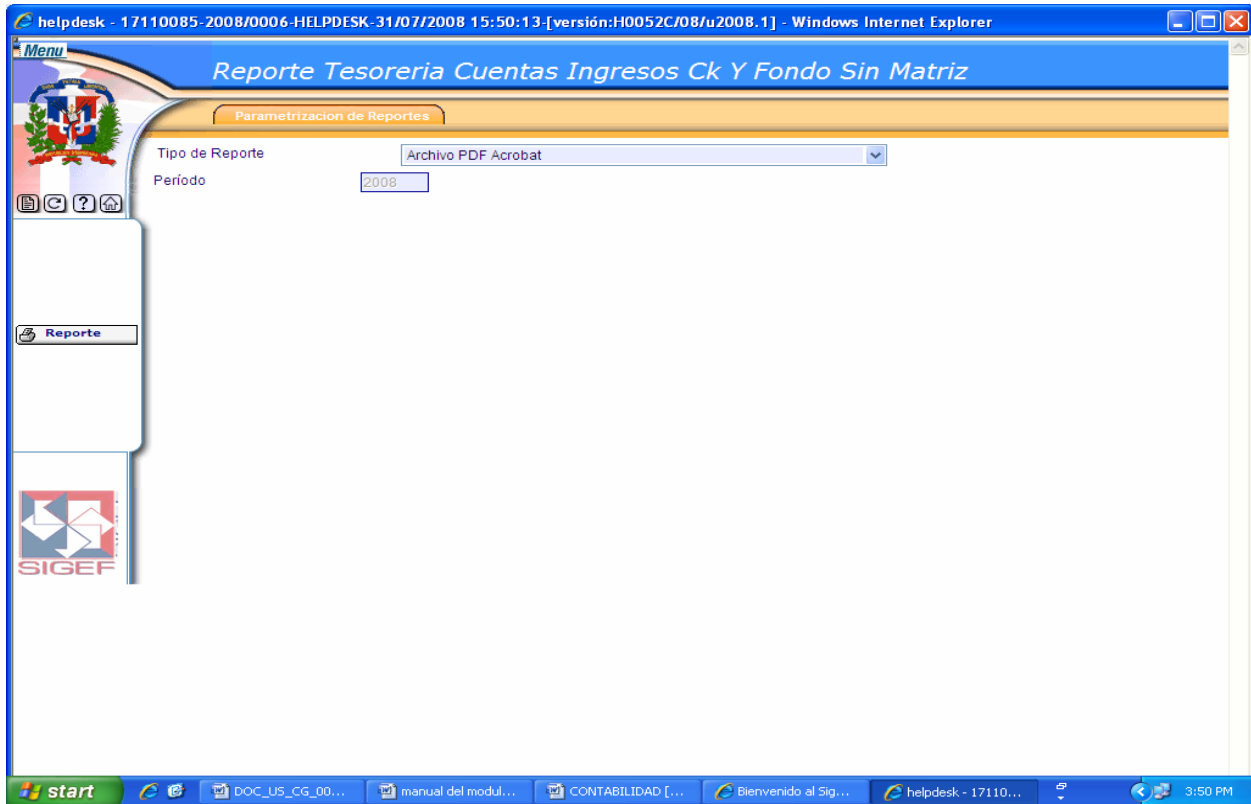 helpdesk - 17110085-2008/0006-HELPDESK-31/07/2008 15:50:13-[versión:H0052C/08/u2008.1] - Windows Internet Explorer
Menu
Reporte Tesoreria Cuentas Ingresos Ck Y Fondo Sin Matriz
Parametrizacion de Reportes
Tipo de Reporte Archivo PDF Acrobat
Período 2008
Reporte
SIGEF
start DOC_US_CG_00... manual del modul... CONTABILIDAD [... Bienvenido al Sig... helpdesk - 17110... 3:50 PM